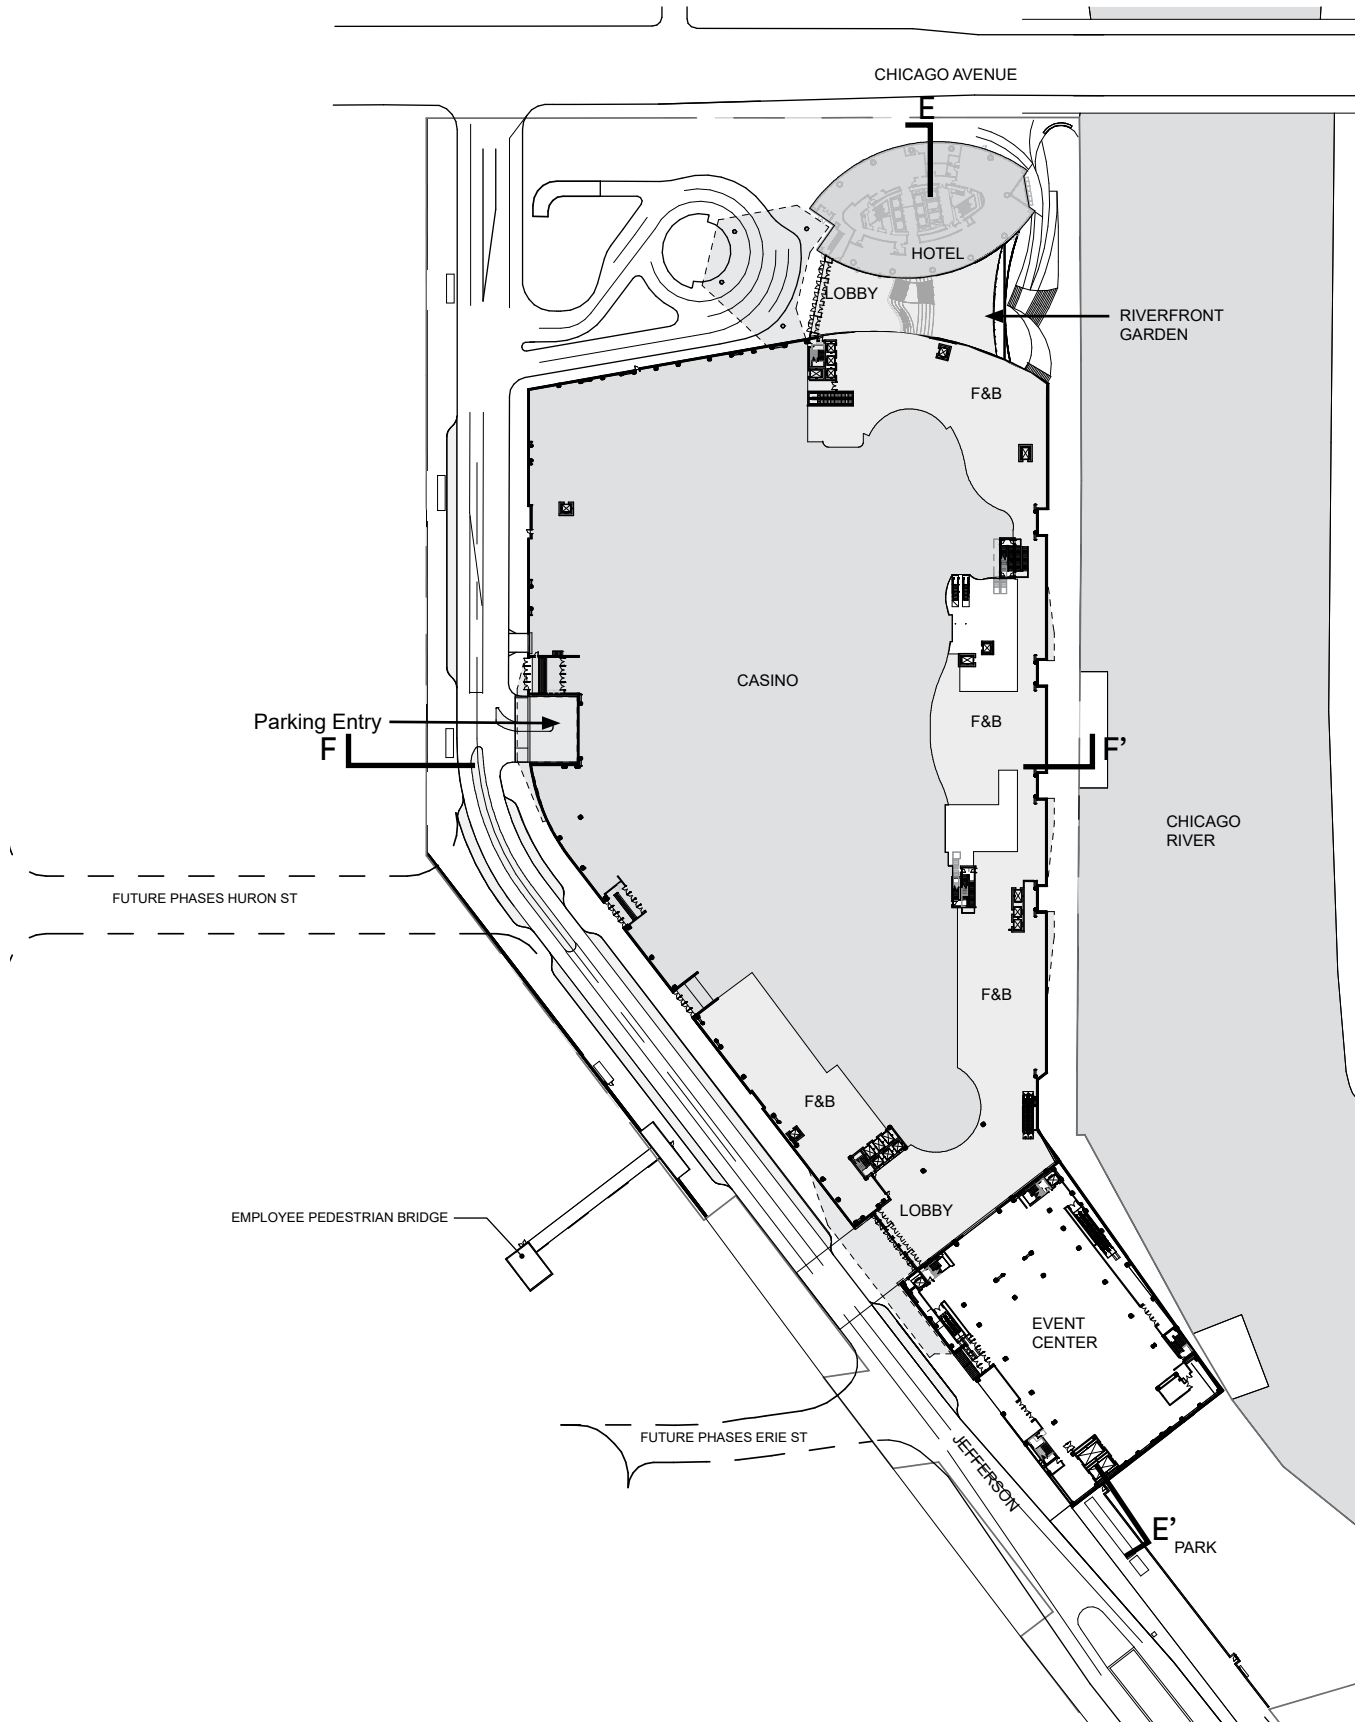 CHICAGO AVENUE
E
HOTEL
LOBBY
RIVERFRONT
GARDEN
F&B
CASINO
Parking Entry
F&B
F
F’
CHICAGO
RIVER
FUTURE PHASES HURON ST
F&B
F&B
LOBBY
EMPLOYEE PEDESTRIAN BRIDGE
EVENT
CENTER
FUTURE PHASES ERIE ST
JEFFERSON
E’
PARK